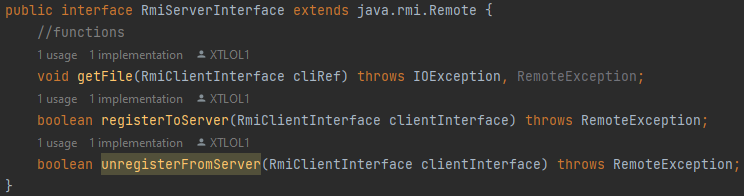 public interface RmiServerInterface extends java.rmi.Remote {
//functions
1 usage 1 implementation XTLOL1
void getFile(RmiClientInterface cliRef) throws IOException, RemoteException;
1 usage 1 implementation XTLOL1
boolean registerToServer(RmiClientInterface clientInterface) throws RemoteException;
1 usage 1 implementation XTLOL1
boolean unregisterFromServer(RmiClientInterface clientInterface) throws RemoteException;
}